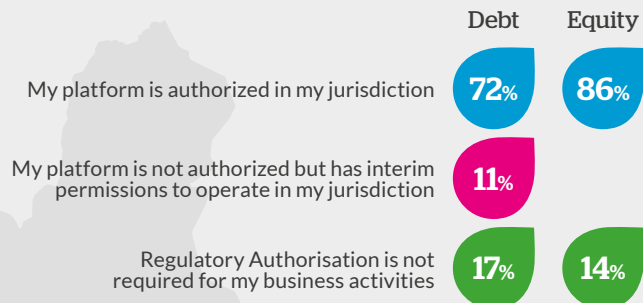 Debt Equity
My platform is authorized in my jurisdiction 72% 86%
My platform is not authorized but has interim
permissions to operate in my jurisdiction 11%
Regulatory Authorisation is not
required for my business activities 17% 14%